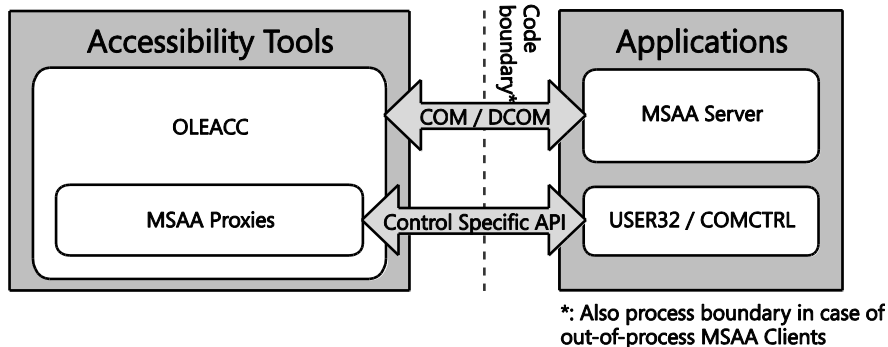 Accessibility Tools
OLEACC
MSAA Proxies
Code
boundary*
COM / DCOM
Control Specific API
Applications
MSAA Server
USER32 / COMCTRL
*: Also process boundary in case of
out-of-process MSAA Clients